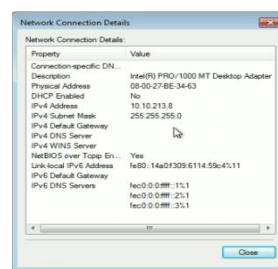 Network Connection Details
Network Connection Details:
Property Value
Connection-specific DN...
Description Intel(R) PRO/1000 MT Desktop Adapter
Physical Address 08-00-27-BE-34-63
DHCP Enabled No
IPv4 Address 10.10.213.8
IPv4 Subnet Mask 255.255.255.0
IPv4 Default Gateway
IPv4 DNS Server
IPv4 WINS Server
NetBIOS over Tcpip En... Yes
Link-local IPv6 Address fe80::14a0:f309:6114:59c4%11
IPv6 Default Gateway
IPv6 DNS Servers fec0:0:0:ffff::1%1
fec0:0:0:ffff::2%1
fec0:0:0:ffff::3%1
Close